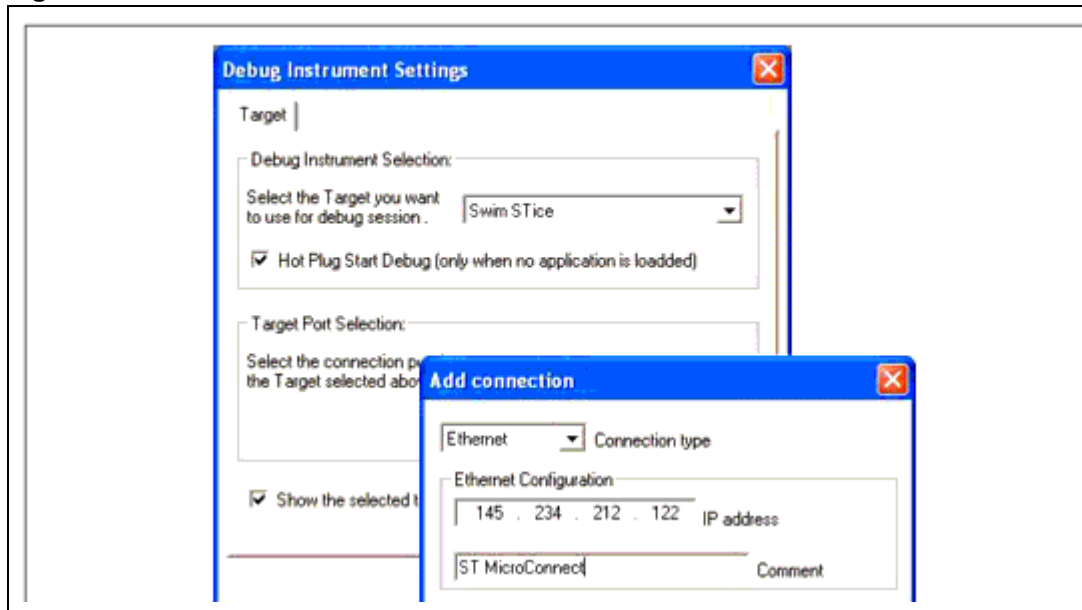 Debug Instrument Settings
Target
Debug Instrument Selection:
Select the Target you want
to use for debug session .
Swim STice
Hot Plug Start Debug (only when no application is loadded)
Target Port Selection:
Select the connection
the Target selected
Show the selected
Add connection
Ethernet
Connection type
Ethernet Configuration
145 . 234 . 212 . 122
IP address
ST MicroConnect
Comment